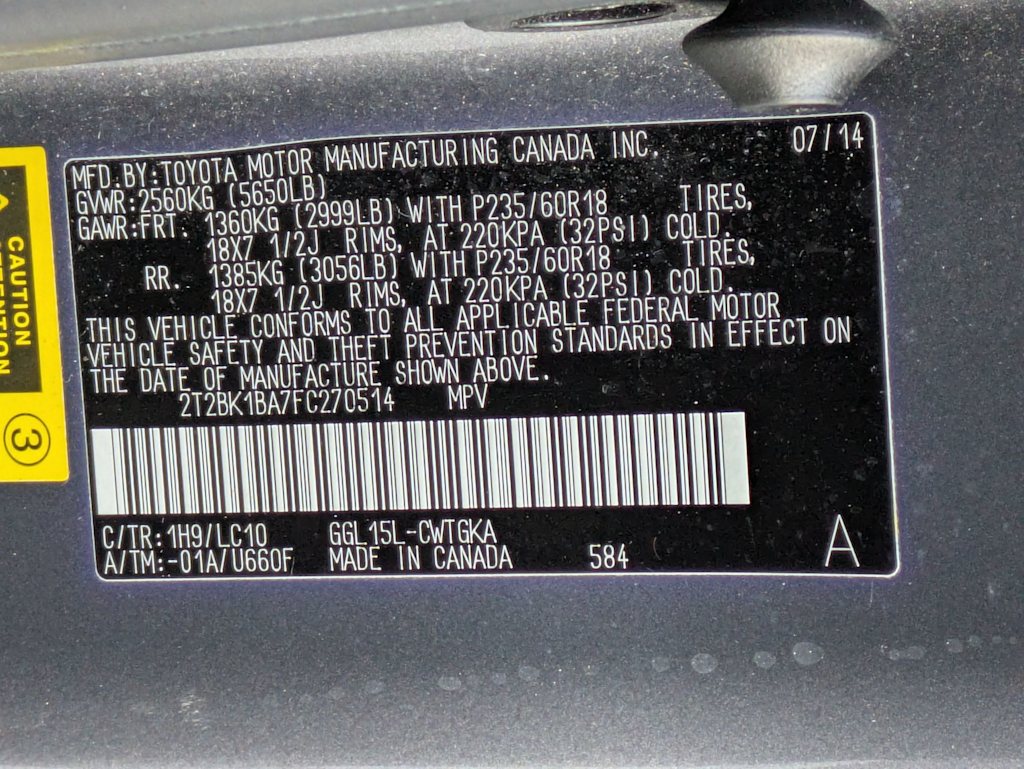 MFD.BY:TOYOTA MOTOR MANUFACTURING CANADA INC. 07/14
GVWR:2560KG (5650LB)
GAWR:FRT. 1360KG (2999LB) WITH P235/60R18 TIRES,
18X7 1/2J RIMS, AT 220KPA (32PSI) COLD.
RR. 1385KG (3056LB) WITH P235/60R18 TIRES,
18X7 1/2J RIMS, AT 220KPA (32PSI) COLD.
THIS VEHICLE CONFORMS TO ALL APPLICABLE FEDERAL MOTOR
VEHICLE SAFETY AND THEFT PREVENTION STANDARDS IN EFFECT ON
THE DATE OF MANUFACTURE SHOWN ABOVE.
2T2BK1BA7FC270514 MPV
C/TR:1H9/LC10 GGL15L-CWTGKA
A/TM:-01A/U660F MADE IN CANADA 584 A
CAUTION
3